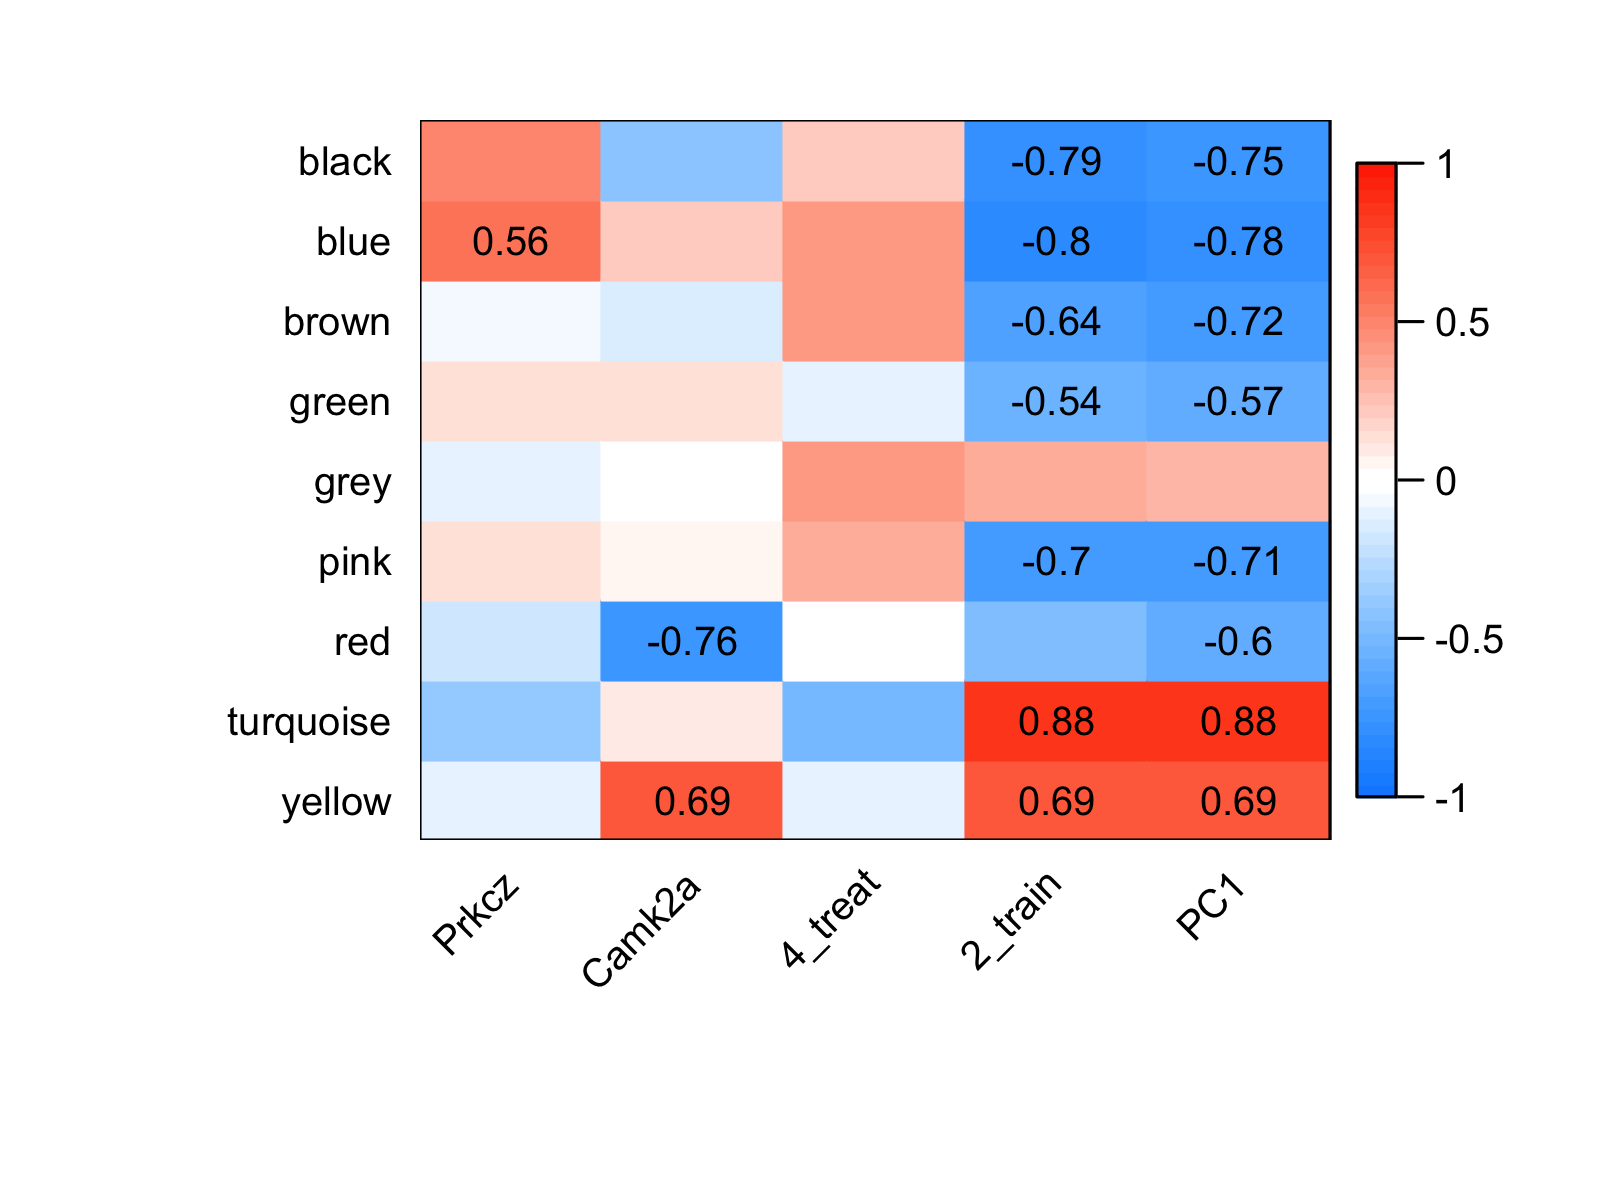 black -0.79 -0.75
blue 0.56 -0.8 -0.78
brown -0.64 -0.72
green -0.54 -0.57
grey
pink -0.7 -0.71
red -0.76 -0.6
turquoise 0.88 0.88
yellow 0.69 0.69 0.69
Prkcz Camk2a 4_treat 2_train PC1
1
0.5
0
-0.5
-1